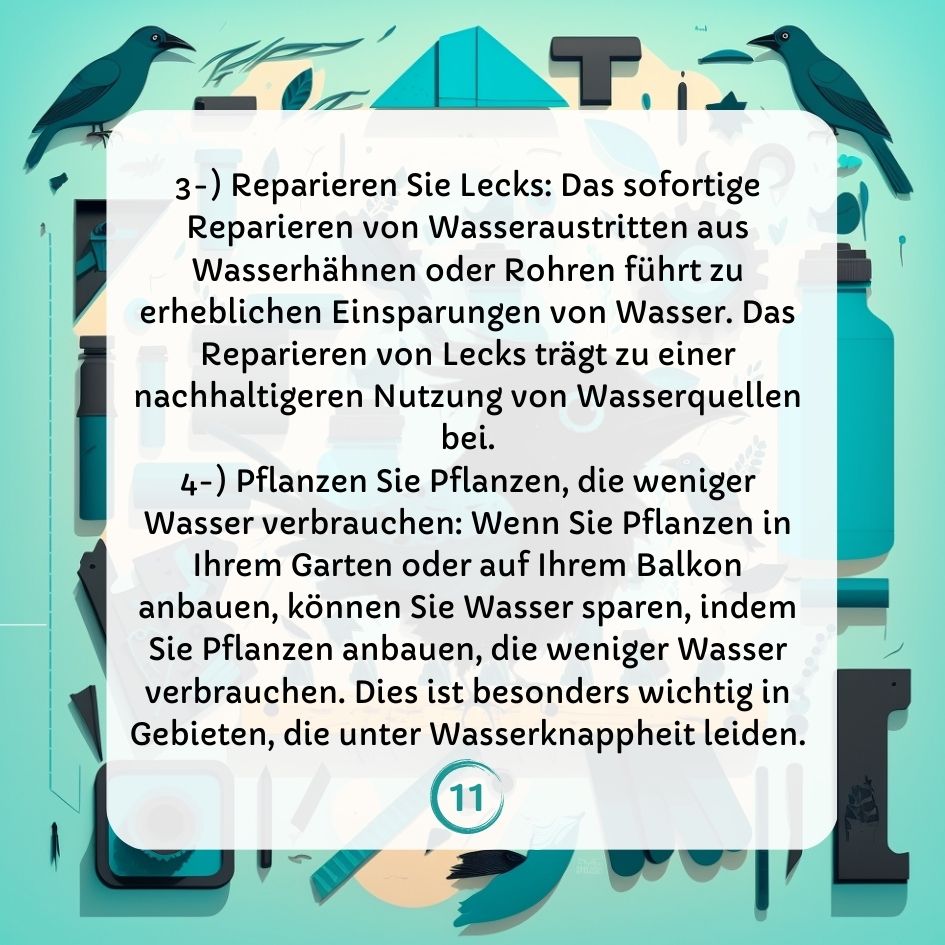 3-) Reparieren Sie Lecks: Das sofortige
Reparieren von Wasseraustritten aus
Wasserhähnen oder Rohren führt zu
erheblichen Einsparungen von Wasser. Das
Reparieren von Lecks trägt zu einer
nachhaltigeren Nutzung von Wasserquellen
bei.
4-) Pflanzen Sie Pflanzen, die weniger
Wasser verbrauchen: Wenn Sie Pflanzen in
Ihrem Garten oder auf Ihrem Balkon
anbauen, können Sie Wasser sparen, indem
Sie Pflanzen anbauen, die weniger Wasser
verbrauchen. Dies ist besonders wichtig in
Gebieten, die unter Wasserknappheit leiden.
11